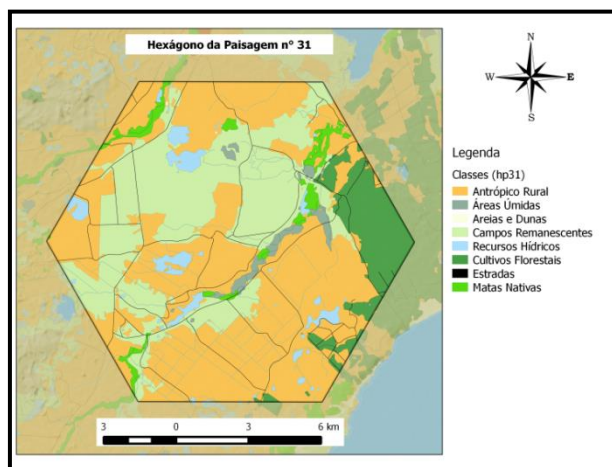 Hexágono da Paisagem n° 31
N
W
E
S
Legenda
Classes (hp31)
Antrópico Rural
Áreas Úmidas
Areias e Dunas
Campos Remanescentes
Recursos Hídricos
Cultivos Florestais
Estradas
Matas Nativas
3 0 3 6 km